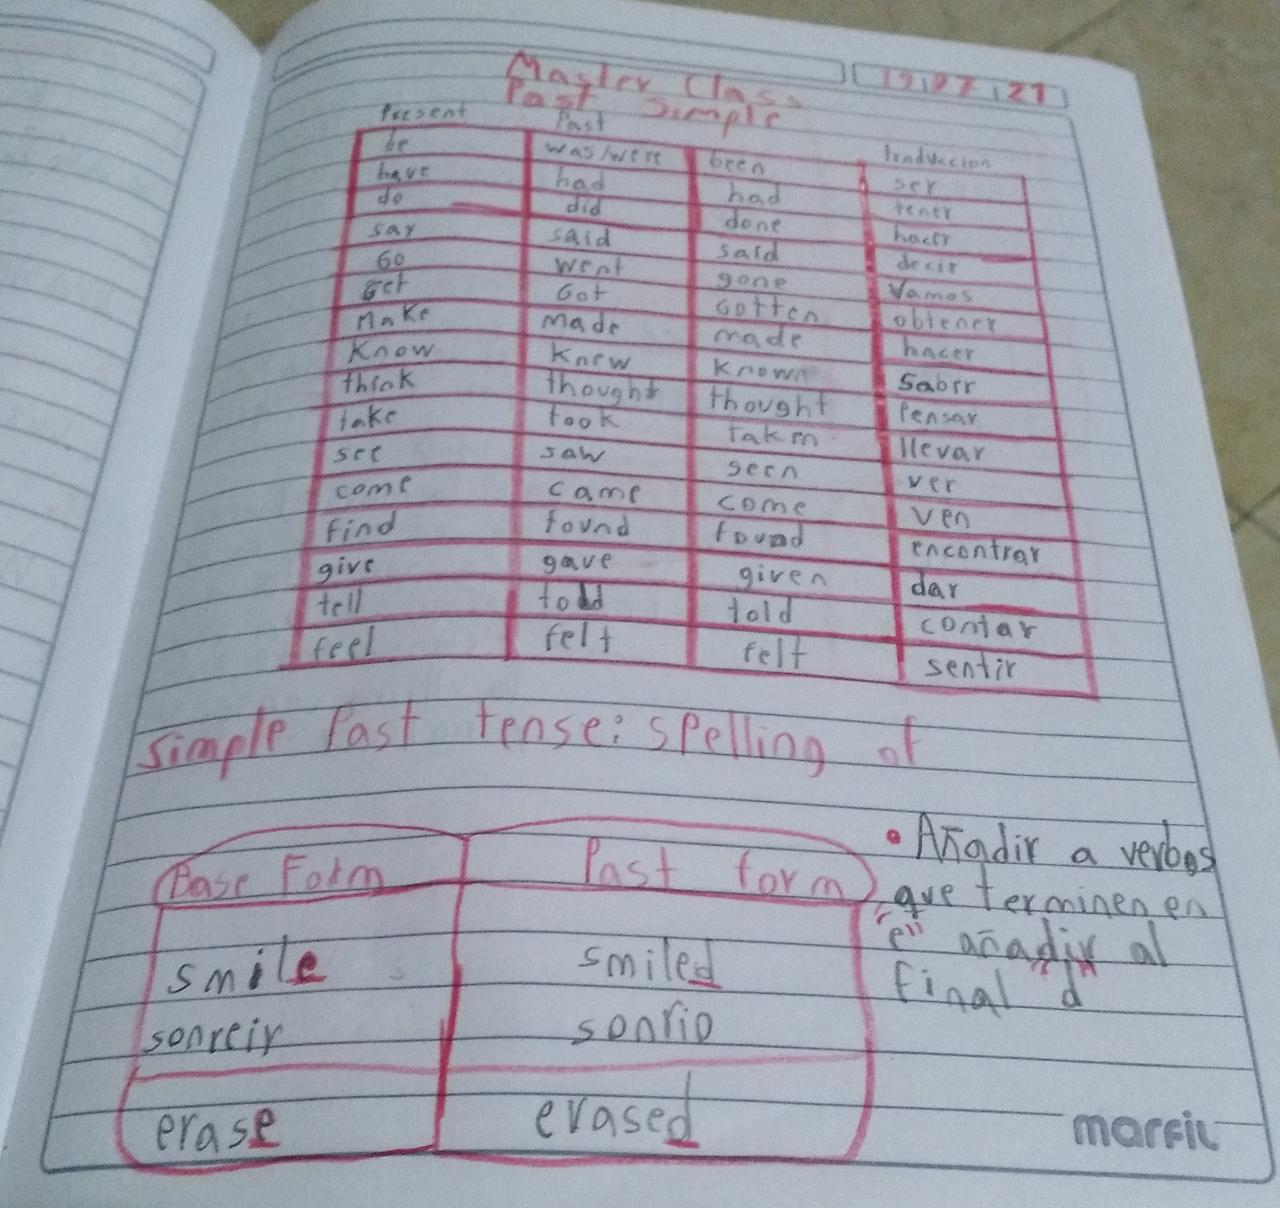 Master Class
19 07 21
Past Simple
Present Past traduccion
be was/were been ser
have had had tener
do did done hacer
say said said decir
Go went gone Vamos
Get Got Gotten obtener
Make Made made hacer
Know Knew Known Sabir
think thought thought Pensar
take took taken llevar
see saw seen ver
come came come ven
Find found found encontrar
give gave given dar
tell told told contar
feel felt felt sentir
Simple Past tense: spelling of
Base Form Past form
smile smiled
sonreir sonrio
erase erased
• Añadir a verbos
que terminen en
"e" añadir al
final "d"
marfil